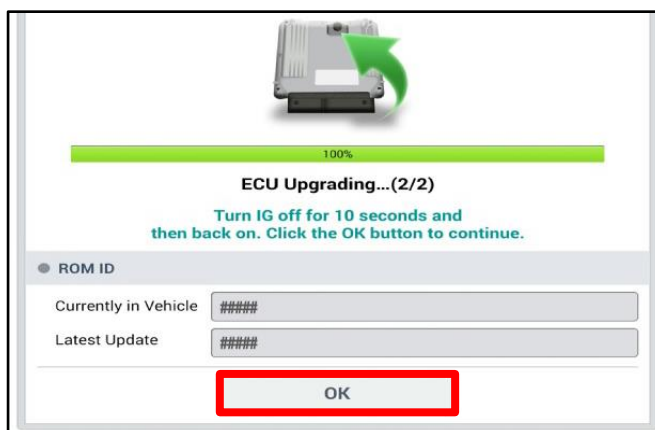 100%
ECU Upgrading...(2/2)
Turn IG off for 10 seconds and
then back on. Click the OK button to continue.
ROM ID
Currently in Vehicle #####
Latest Update #####
OK